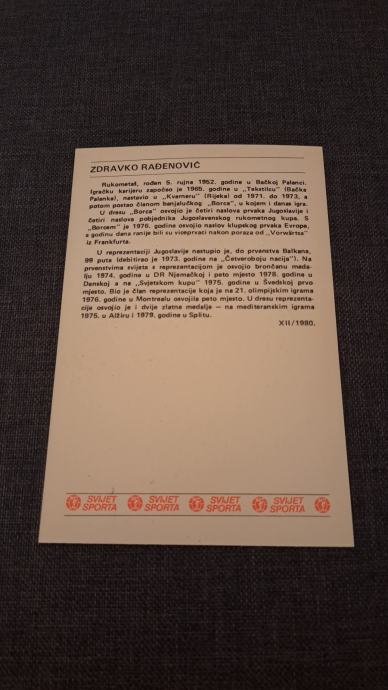 ZDRAVKO RAĐENOVIĆ
Rukometaš, rođen 5. rujna 1952. godine u Bačkoj Palanci.
Igračku karijeru započeo je 1965. godine u „Tekstilcu" (Bačka
Palanka), nastavio u „Kvarneru" (Rijeka) od 1971. do 1973, a
potom postao članom banjalučkog „Borca", u kojem i danas igra.
U dresu „Borca" osvojio je četiri naslova prvaka Jugoslavije i
četiri naslova pobjednika Jugoslavenskog rukometnog kupa. S
„Borcem" je 1976. godine osvojio naslov klupskog prvaka Evrope,
a godinu dana ranije bili su viceprvaci nakon poraza od „Vorwärtsa"
iz Frankfurta.
U reprezentaciji Jugoslavije nastupio je, do prvenstva Balkana,
99 puta (debitirao je 1973. godine na „Četveroboju nacija"). Na
prvenstvima svijeta s reprezentacijom je osvojio brončanu meda-
lju 1974. godine u DR Njemačkoj i peto mjesto 1978. godine u
Danskoj a na „Svjetskom kupu" 1975. godine u Švedskoj prvo
mjesto. Bio je član reprezentacije koja je na 21. olimpijskim igrama
1976. godine u Montrealu osvojila peto mjesto. U dresu reprezenta-
cije osvojio je i dvije zlatne medalje — na mediteranskim igrama
1975. u Alžiru i 1979. godine u Splitu.
XII/1980.
SVIJET SPORTA SVIJET SPORTA SVIJET SPORTA SVIJET SPORTA